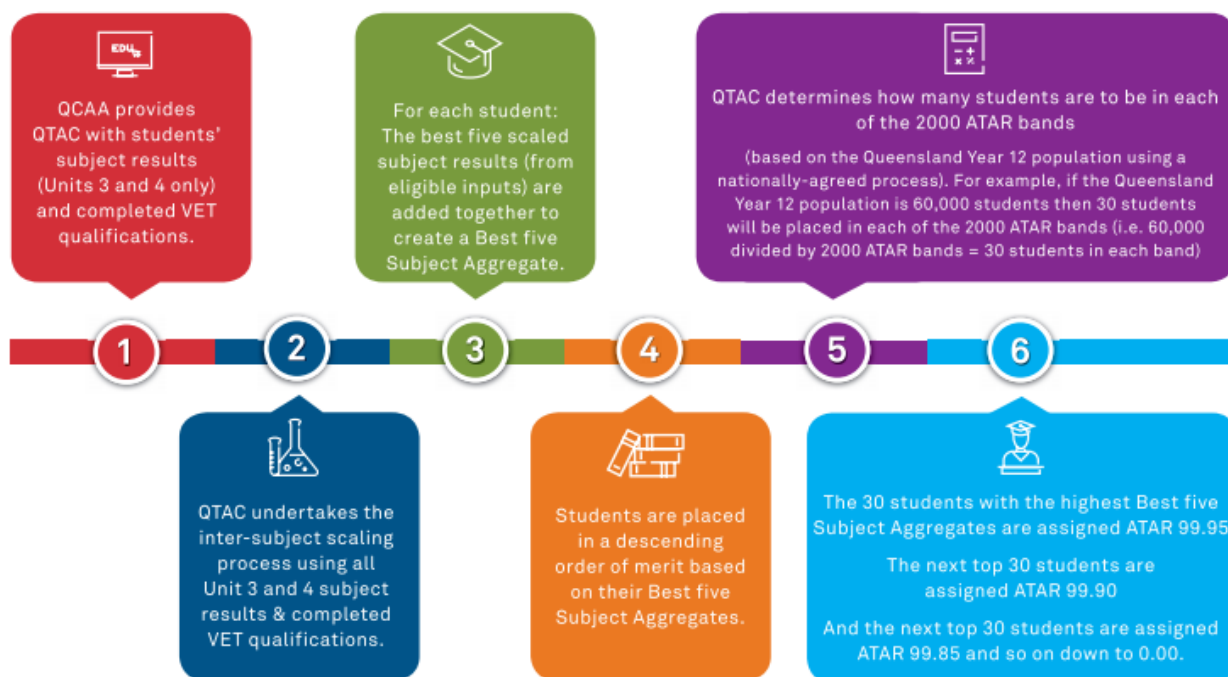 EDU
QCAA provides
QTAC with students'
subject results
(Units 3 and 4 only)
and completed VET
qualifications.
For each student:
The best five scaled
subject results (from
eligible inputs) are
added together to
create a Best five
Subject Aggregate.
QTAC determines how many students are to be in each
of the 2000 ATAR bands
(based on the Queensland Year 12 population using a
nationally-agreed process). For example, if the Queensland
Year 12 population is 60,000 students then 30 students
will be placed in each of the 2000 ATAR bands (i.e. 60,000
divided by 2000 ATAR bands = 30 students in each band)
1
2
3
4
5
6
QTAC undertakes the
inter-subject scaling
process using all
Unit 3 and 4 subject
results & completed
VET qualifications.
Students are placed
in a descending
order of merit based
on their Best five
Subject Aggregates.
The 30 students with the highest Best five
Subject Aggregates are assigned ATAR 99.95
The next top 30 students are
assigned ATAR 99.90
And the next top 30 students are assigned
ATAR 99.85 and so on down to 0.00.